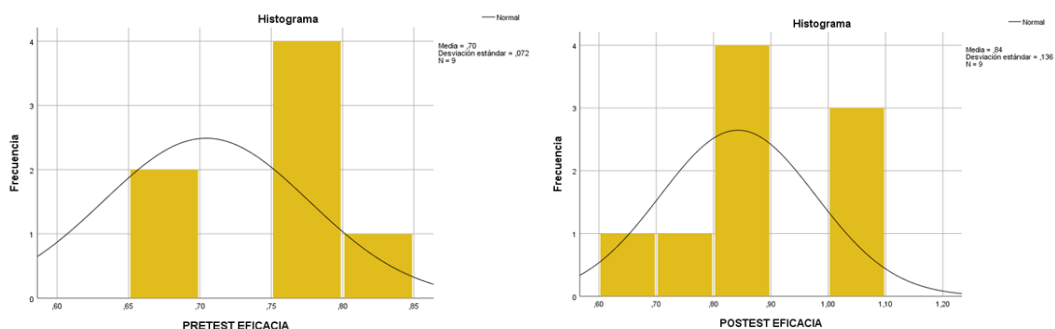 Histograma
Normal
Media = ,70
Desviación estándar = ,072
N = 9
4
3
2
1
0
Frecuencia
,60
,65
,70
,75
,80
,85
PRETEST EFICACIA
Histograma
Normal
Media = ,84
Desviación estándar = ,136
N = 9
4
3
2
1
0
Frecuencia
,60
,70
,80
,90
1,00
1,10
1,20
POSTEST EFICACIA